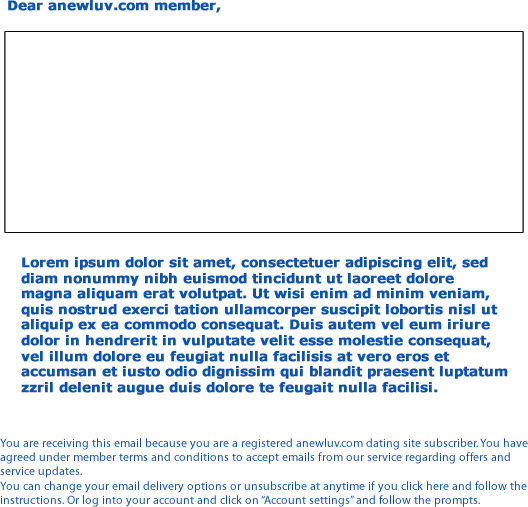 Dear anewluv.com member,
Lorem ipsum dolor sit amet, consectetuer adipiscing elit, sed
diam nonummy nibh euismod tincidunt ut laoreet dolore
magna aliquam erat volutpat. Ut wisi enim ad minim veniam,
quis nostrud exerci tation ullamcorper suscipit lobortis nisl ut
aliquip ex ea commodo consequat. Duis autem vel eum iriure
dolor in hendrerit in vulputate velit esse molestie consequat,
vel illum dolore eu feugiat nulla facilisis at vero eros et
accumsan et iusto odio dignissim qui blandit praesent luptatum
zzril delenit augue duis dolore te feugait nulla facilisi.
You are receiving this email because you are a registered anewluv.com dating site subscriber. You have
agreed under member terms and conditions to accept emails from our service regarding offers and
service updates.
You can change your email delivery options or unsubscribe at anytime if you click here and follow the
instructions. Or log into your account and click on “Account settings” and follow the prompts.